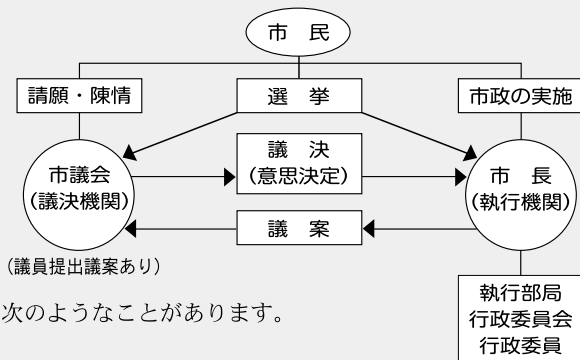 市 民
請願・陳情
選 挙
市政の実施
議 決
(意思決定)
市議会
(議決機関)
市 長
(執行機関)
議 案
(議員提出議案あり)
執行部局
行政委員会
行政委員
次のようなことがあります。